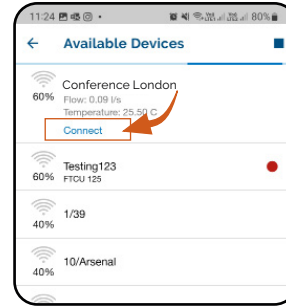 11:24
80%
Available Devices
Conference London
60%
Flow: 0.09 l/s
Temperature: 25.50 C
Connect
Testing123
60%
FTCU 125
1/39
40%
10/Arsenal
40%